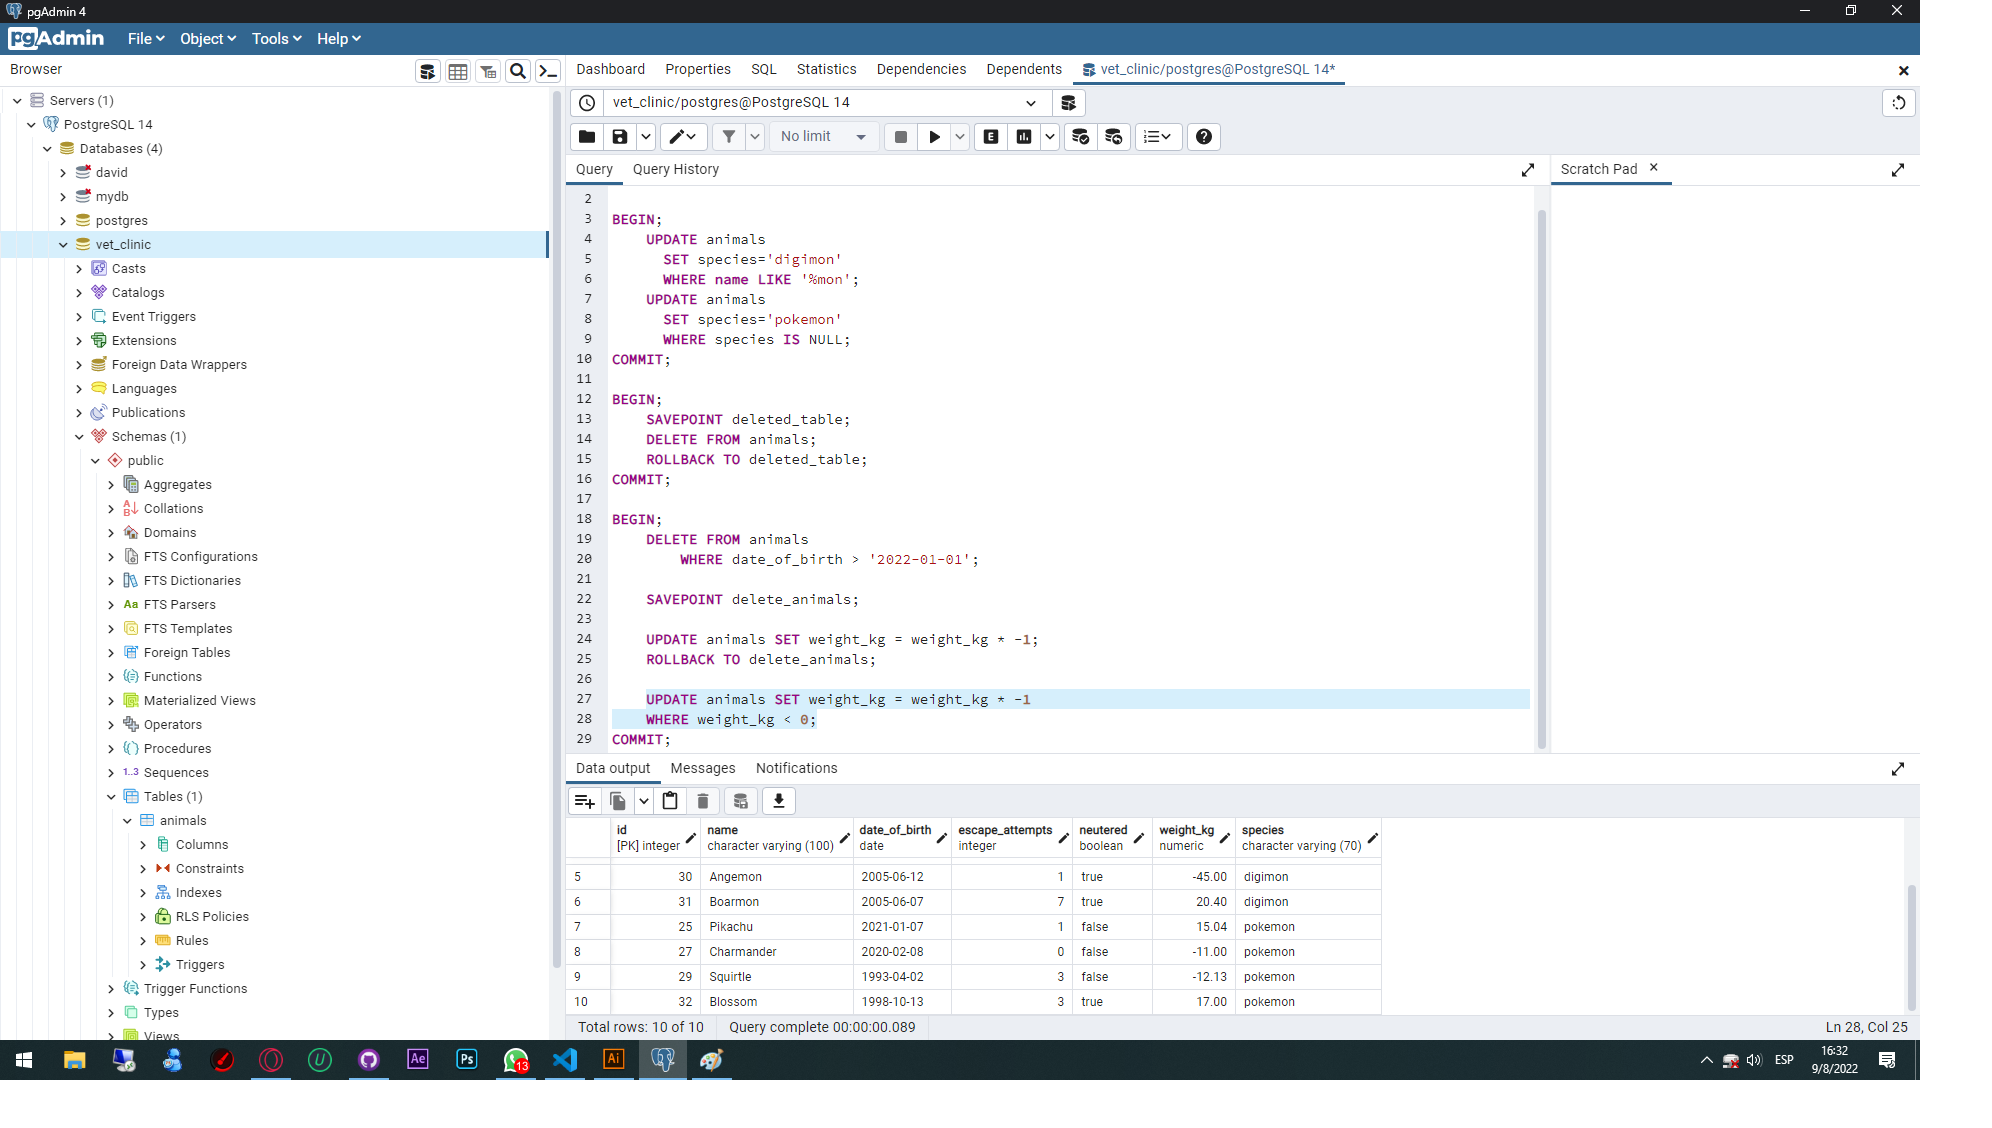 pgAdmin 4
pgAdmin File Object Tools Help
Browser
Dashboard Properties SQL Statistics Dependencies Dependents vet_clinic/postgres@PostgreSQL 14*
Servers (1)
PostgreSQL 14
Databases (4)
david
mydb
postgres
vet_clinic
Casts
Catalogs
Event Triggers
Extensions
Foreign Data Wrappers
Languages
Publications
Schemas (1)
public
Aggregates
Collations
Domains
FTS Configurations
FTS Dictionaries
Aa FTS Parsers
FTS Templates
Foreign Tables
Functions
Materialized Views
Operators
Procedures
1..3 Sequences
Tables (1)
animals
Columns
Constraints
Indexes
RLS Policies
Rules
Triggers
Trigger Functions
Types
Views
vet_clinic/postgres@PostgreSQL 14
No limit E
Query Query History
Scratch Pad
2
3 BEGIN;
4 UPDATE animals
5 SET species='digimon'
6 WHERE name LIKE '%mon';
7 UPDATE animals
8 SET species='pokemon'
9 WHERE species IS NULL;
10 COMMIT;
11
12 BEGIN;
13 SAVEPOINT deleted_table;
14 DELETE FROM animals;
15 ROLLBACK TO deleted_table;
16 COMMIT;
17
18 BEGIN;
19 DELETE FROM animals
20 WHERE date_of_birth > '2022-01-01';
21
22 SAVEPOINT delete_animals;
23
24 UPDATE animals SET weight_kg = weight_kg * -1;
25 ROLLBACK TO delete_animals;
26
27 UPDATE animals SET weight_kg = weight_kg * -1
28 WHERE weight_kg < 0;
29 COMMIT;
Data output Messages Notifications
id name date_of_birth escape_attempts neutered weight_kg species
[PK] integer character varying (100) date integer boolean numeric character varying (70)
5 30 Angemon 2005-06-12 1 true -45.00 digimon
6 31 Boarmon 2005-06-07 7 true 20.40 digimon
7 25 Pikachu 2021-01-07 1 false 15.04 pokemon
8 27 Charmander 2020-02-08 0 false -11.00 pokemon
9 29 Squirtle 1993-04-02 3 false -12.13 pokemon
10 32 Blossom 1998-10-13 3 true 17.00 pokemon
Total rows: 10 of 10 Query complete 00:00:00.089 Ln 28, Col 25
Ae Ps 13 Ai ESP 16:32
9/8/2022